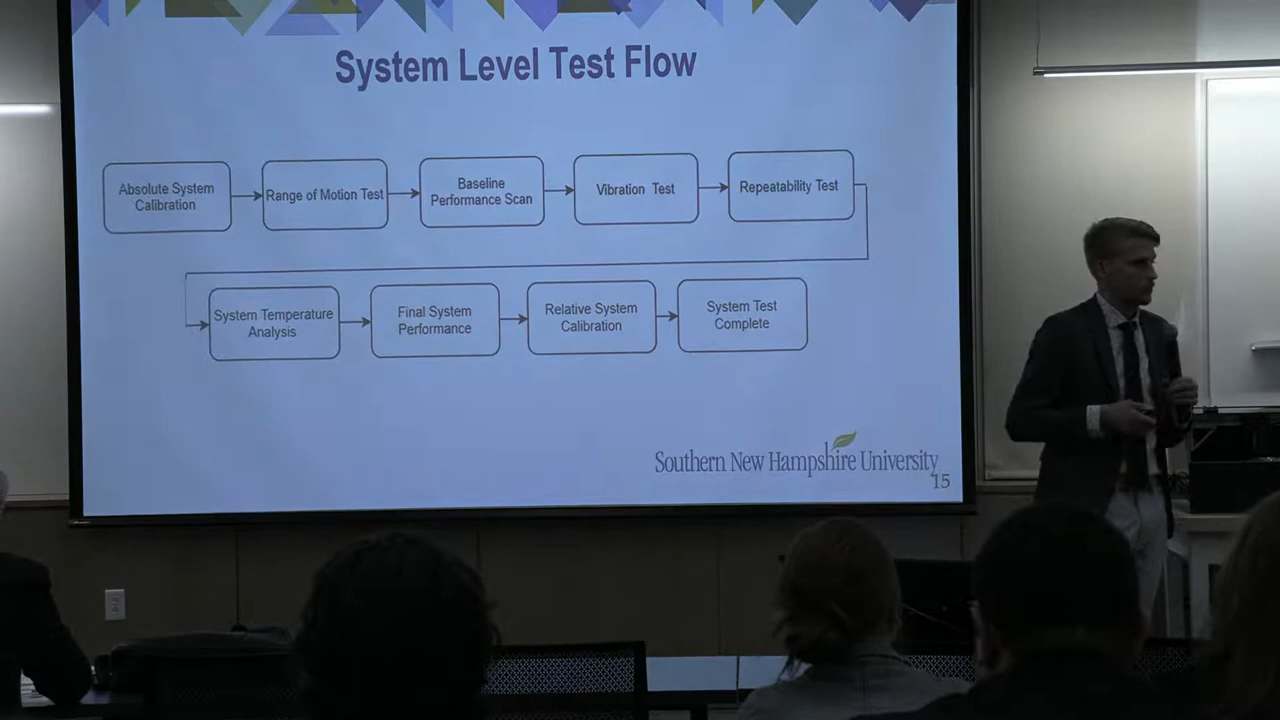 System Level Test Flow
Absolute System
Calibration
Range of Motion Test
Baseline
Performance Scan
Vibration Test
Repeatability Test
System Temperature
Analysis
Final System
Performance
Relative System
Calibration
System Test
Complete
Southern New Hampshire University
15